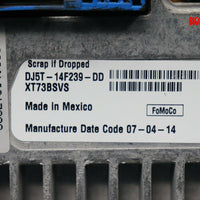 Scrap if Dropped
DJ5T-14F239-DD
XT73BSVS
Made in Mexico
FoMoCo
Manufacture Date Code 07-04-14